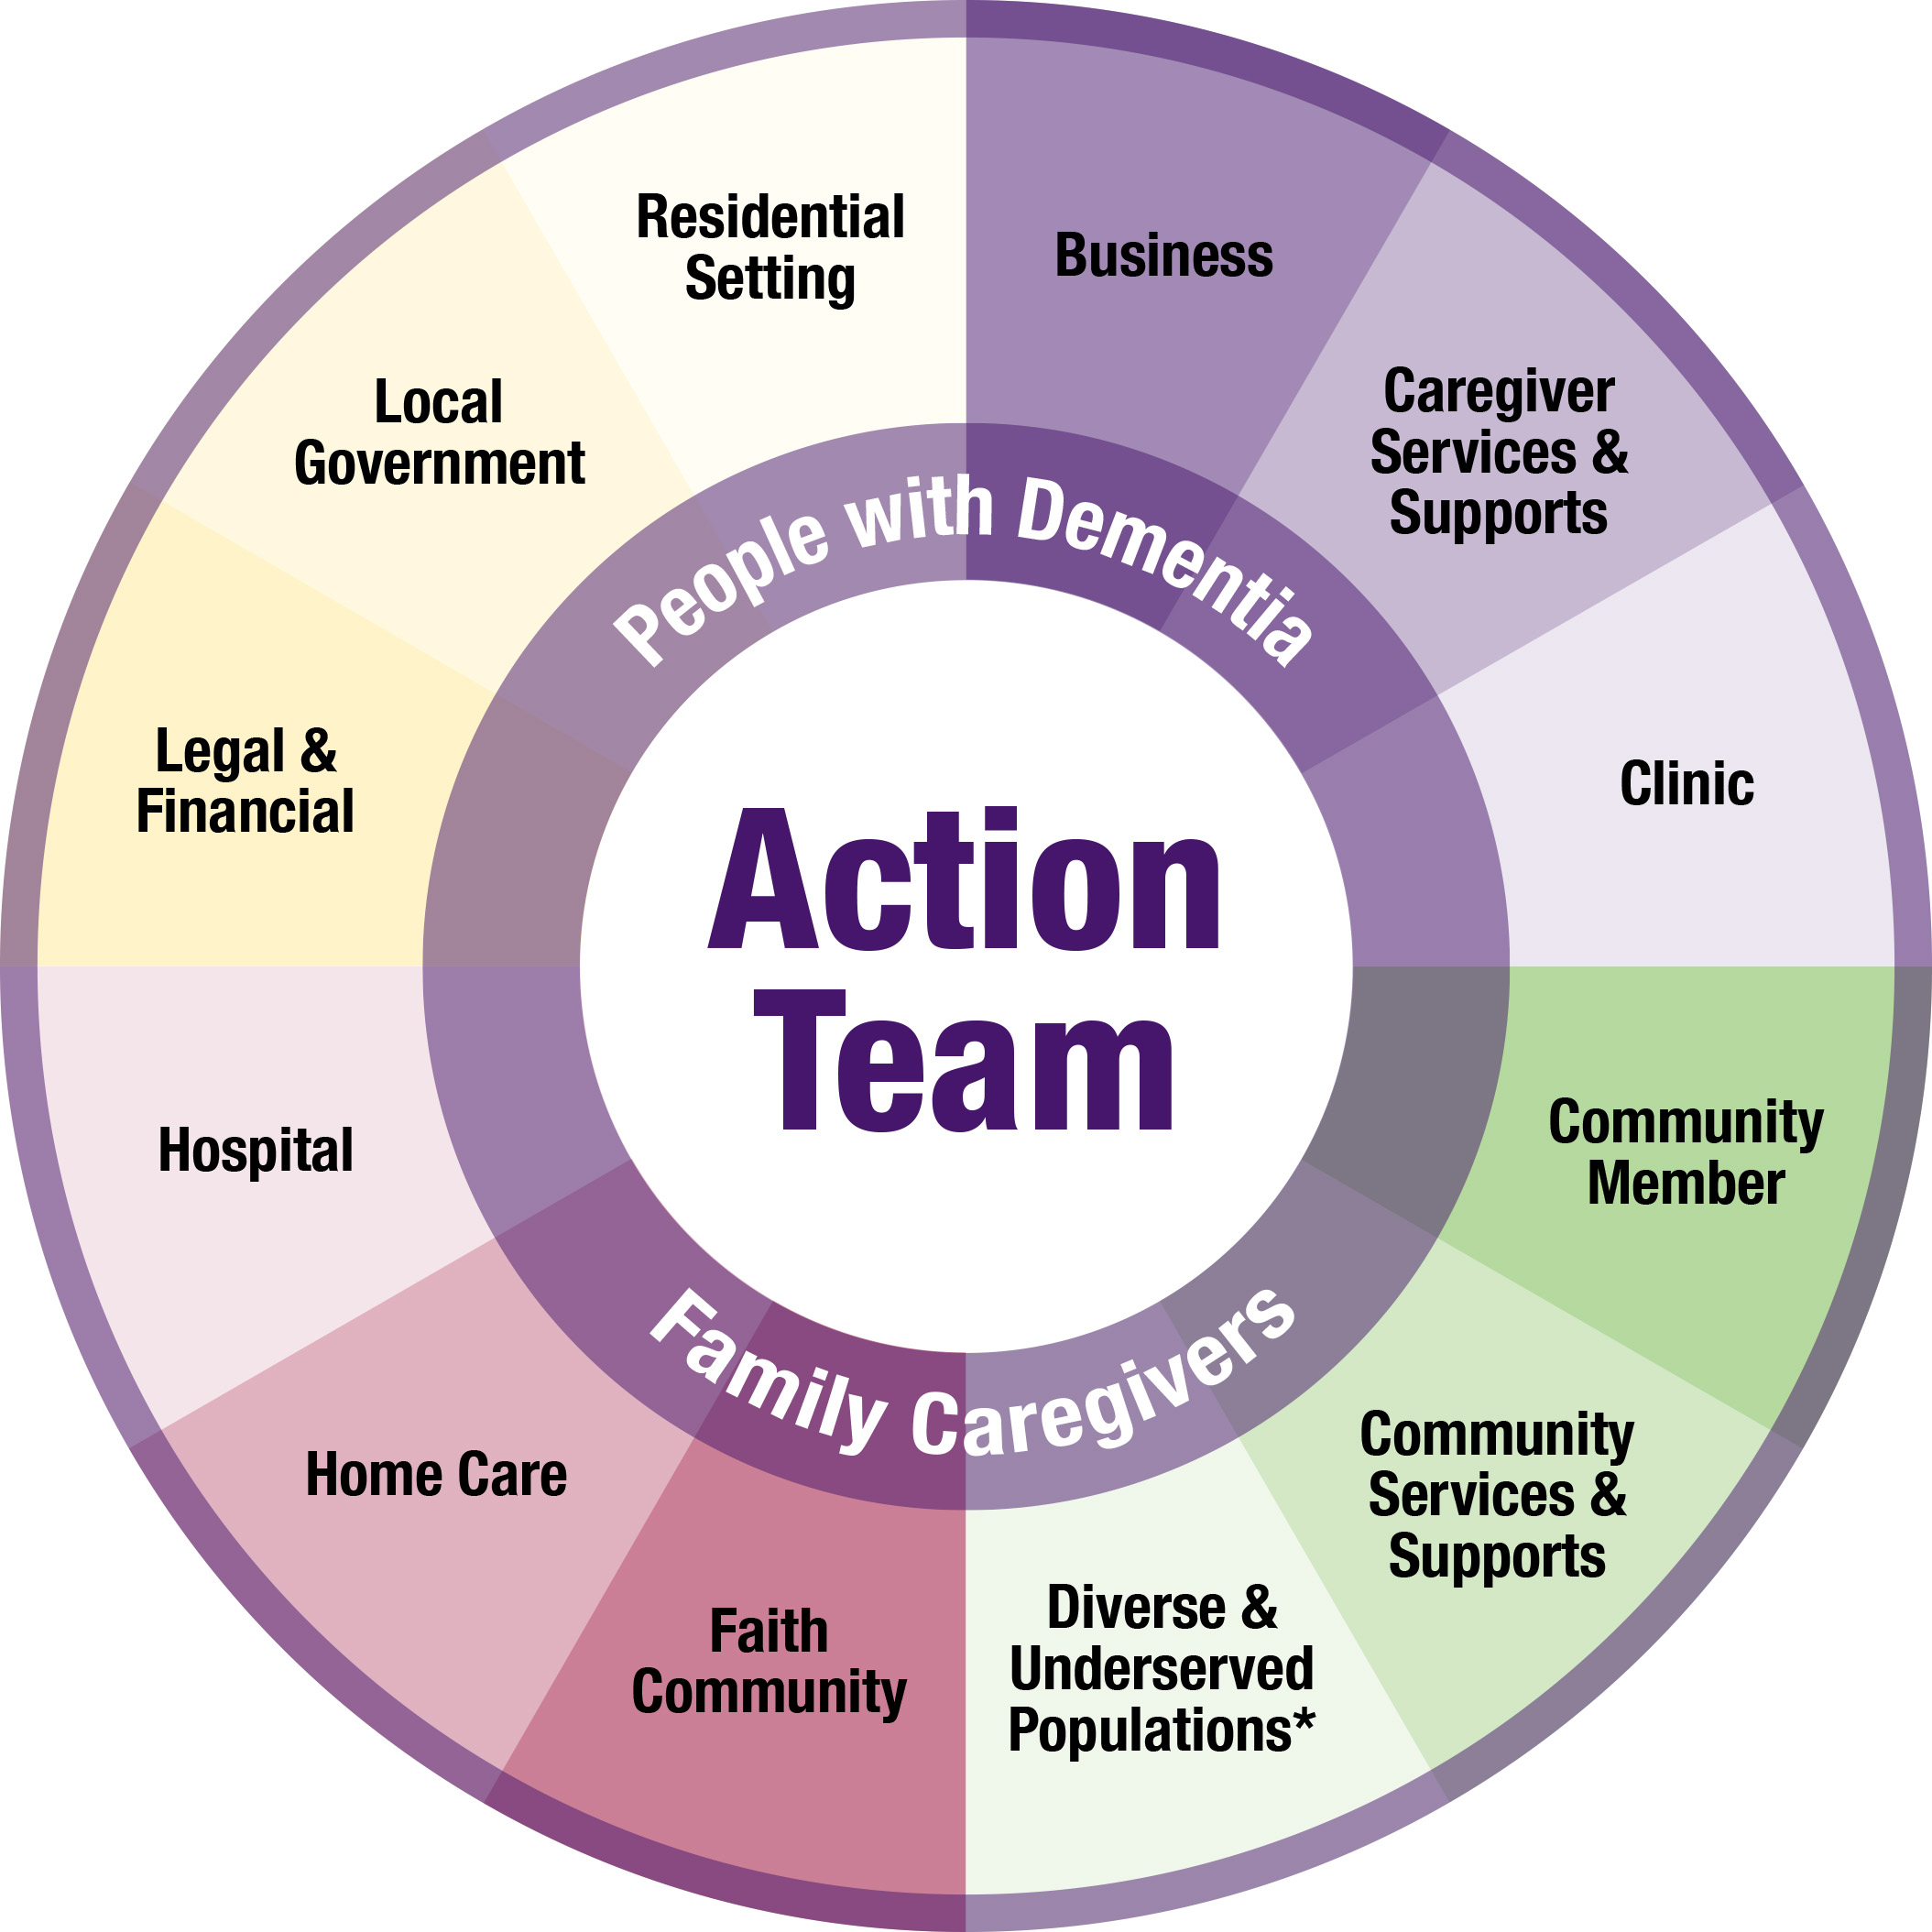 Residential
Setting
Business
Caregiver
Services &
Supports
Clinic
Community
Member
Community
Services &
Supports
Diverse &
Underserved
Populations*
Faith
Community
Home Care
Hospital
Legal &
Financial
Local
Government
People with Dementia
Action
Team
Family Caregivers